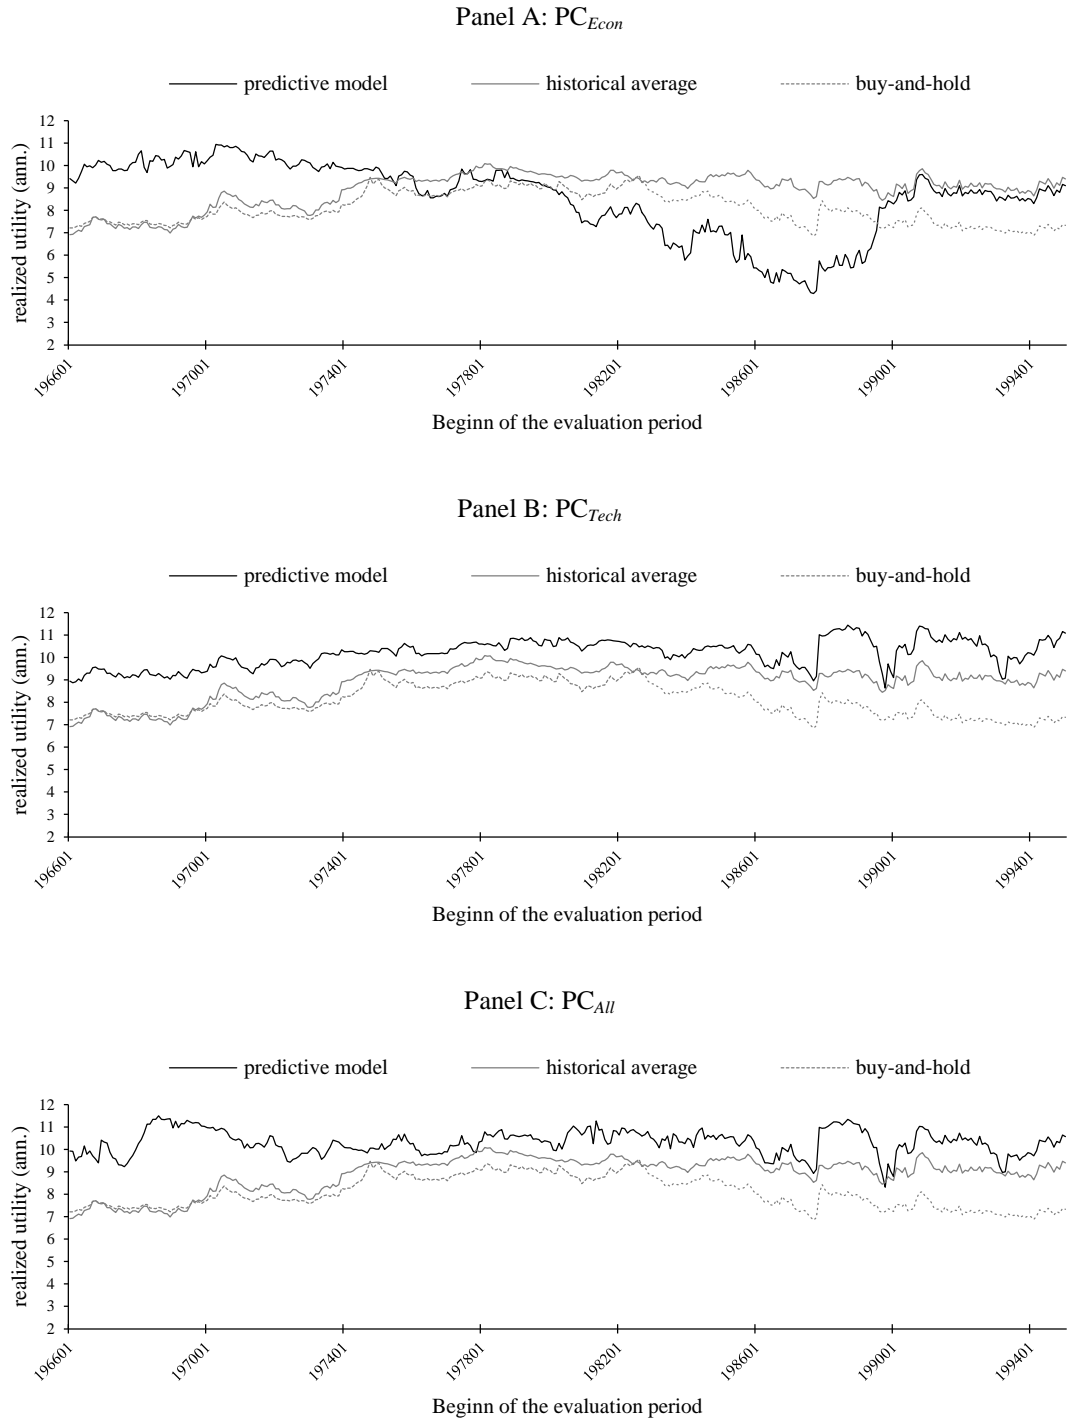 Panel A: PC_Econ
predictive model historical average buy-and-hold
realized utility (ann.)
12
11
10
9
8
7
6
5
4
3
2
196601 197001 197401 197801 198201 198601 199001 199401
Beginn of the evaluation period
Panel B: PC_Tech
predictive model historical average buy-and-hold
realized utility (ann.)
12
11
10
9
8
7
6
5
4
3
2
196601 197001 197401 197801 198201 198601 199001 199401
Beginn of the evaluation period
Panel C: PC_All
predictive model historical average buy-and-hold
realized utility (ann.)
12
11
10
9
8
7
6
5
4
3
2
196601 197001 197401 197801 198201 198601 199001 199401
Beginn of the evaluation period